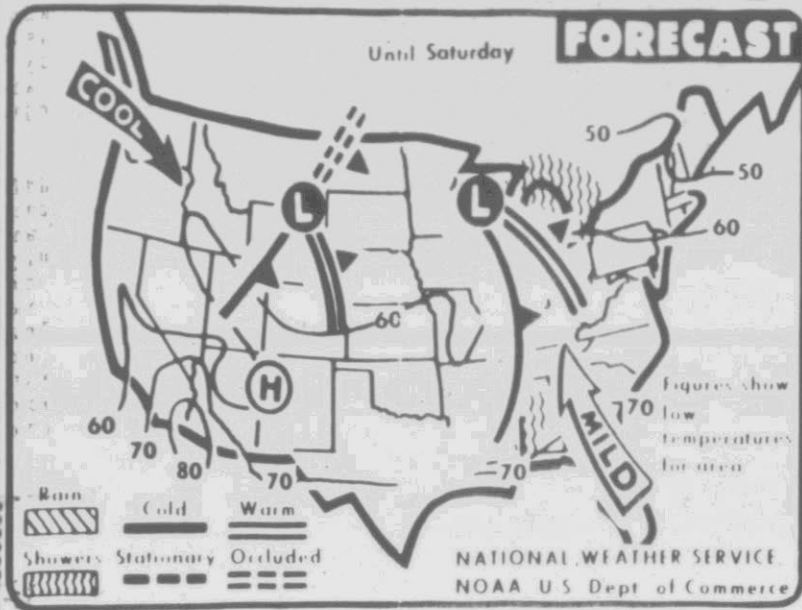 FORECAST
Until Saturday
COOL
50
50
60
L
L
60
H
60
70
80
70
70
70
MILD
Figures show
low
temperatures
for area
Rain
Cold
Warm
Showers
Stationary
Occluded
NATIONAL WEATHER SERVICE
NOAA U S Dept of Commerce